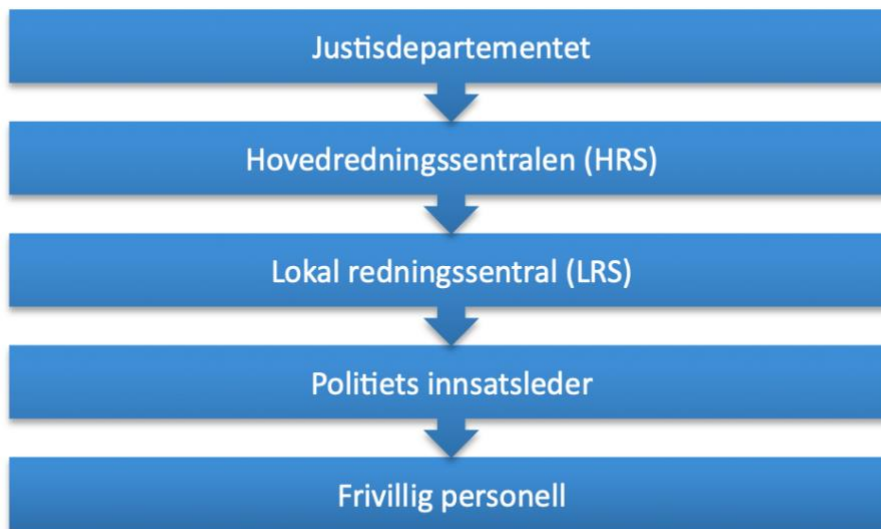 Justisdepartementet
Hovedredningssentralen (HRS)
Lokal redningssentral (LRS)
Politiets innsatsleder
Frivillig personell